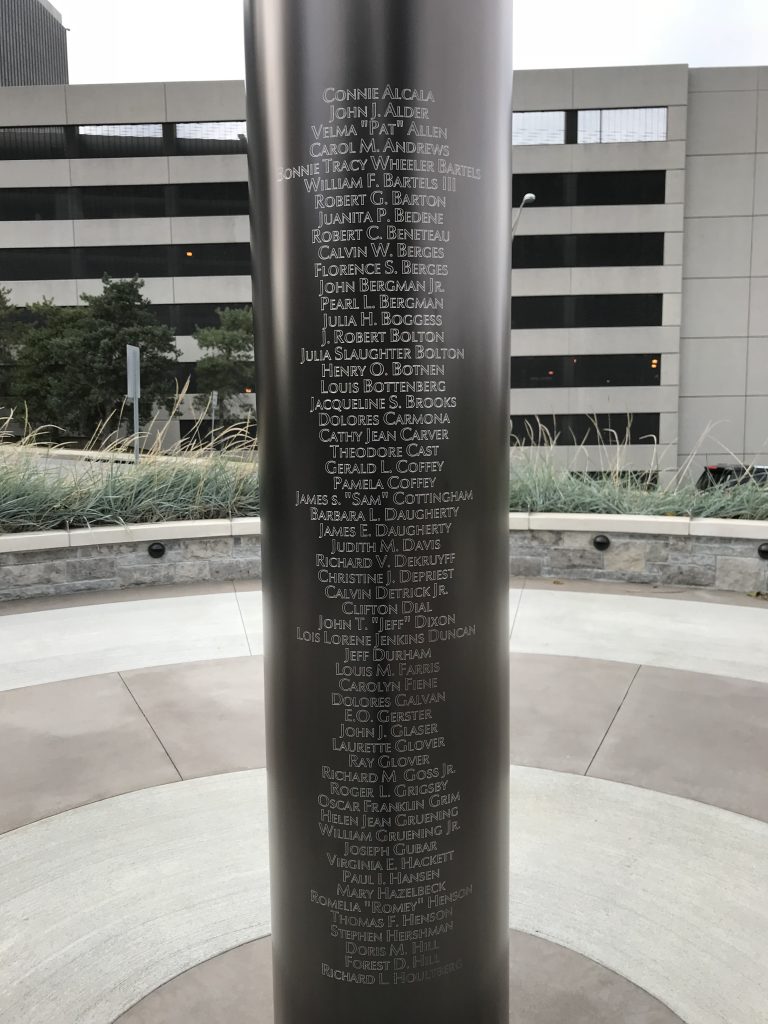 Connie Alcala
John J. Alder
Velma "Pat" Allen
Carol M. Andrews
Bonnie Tracy Wheeler Bartels
William F. Bartels III
Robert G. Barton
Juanita P. Bedene
Robert C. Beneteau
Calvin W. Berges
Florence S. Berges
John Bergman Jr.
Pearl L. Bergman
Julia H. Boggess
J. Robert Bolton
Julia Slaughter Bolton
Henry O. Botnen
Louis Bottenberg
Jacqueline S. Brooks
Dolores Carmona
Cathy Jean Carver
Theodore Cast
Gerald L. Coffey
Pamela Coffey
James S. "Sam" Cottingham
Barbara L. Daugherty
James E. Daugherty
Judith M. Davis
Richard V. DeKruyff
Christine J. DePriest
Calvin Detrick Jr.
Clifton Dial
John T. "Jeff" Dixon
Lois Lorene Jenkins Duncan
Jeff Durham
Louis M. Farris
Carolyn Fiene
Dolores Galvan
E.O. Gerster
John J. Glaser
Laurette Glover
Ray Glover
Richard M Goss Jr.
Roger L. Grigsby
Oscar Franklin Grim
Helen Jean Gruening
William Gruening Jr.
Joseph Gubar
Virginia E. Hackett
Paul I. Hansen
Mary Hazelbeck
Romelia "Romey" Henson
Thomas F. Henson
Stephen Hershman
Doris M. Hill
Forest D. Hill
Richard L. Houltberg